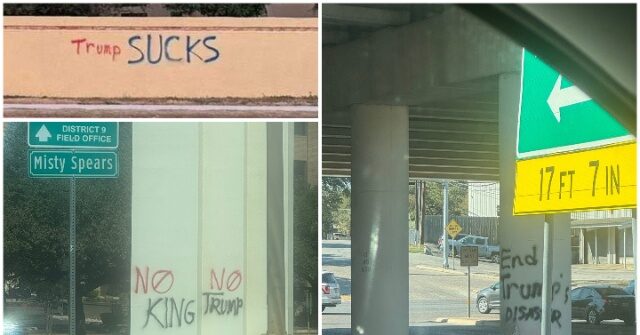 Trump SUCKS
DISTRICT 9
FIELD OFFICE
Misty Spears
NO NO
KING TRUMP
17 FT 7 IN
End
Trump's